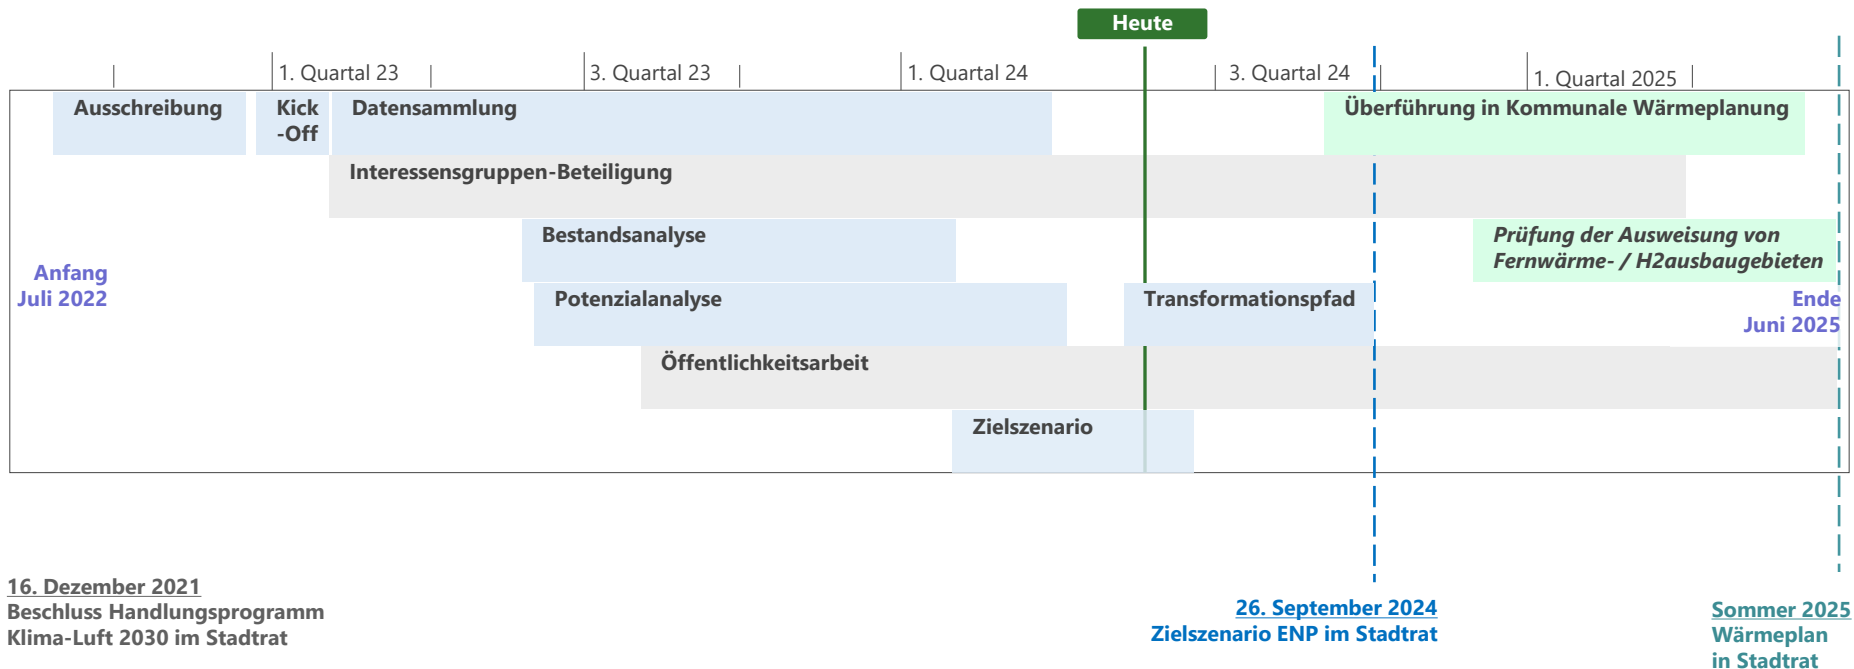 Heute
1. Quartal 23
3. Quartal 23
1. Quartal 24
3. Quartal 24
1. Quartal 2025
Ausschreibung
Kick
-Off
Datensammlung
Überführung in Kommunale Wärmeplanung
Interessensgruppen-Beteiligung
Bestandsanalyse
Prüfung der Ausweisung von
Fernwärme- / H2ausbaugebieten
Anfang
Juli 2022
Potenzialanalyse
Transformationspfad
Ende
Juni 2025
Öffentlichkeitsarbeit
Zielszenario
16. Dezember 2021
Beschluss Handlungsprogramm
Klima-Luft 2030 im Stadtrat
26. September 2024
Zielszenario ENP im Stadtrat
Sommer 2025
Wärmeplan
in Stadtrat